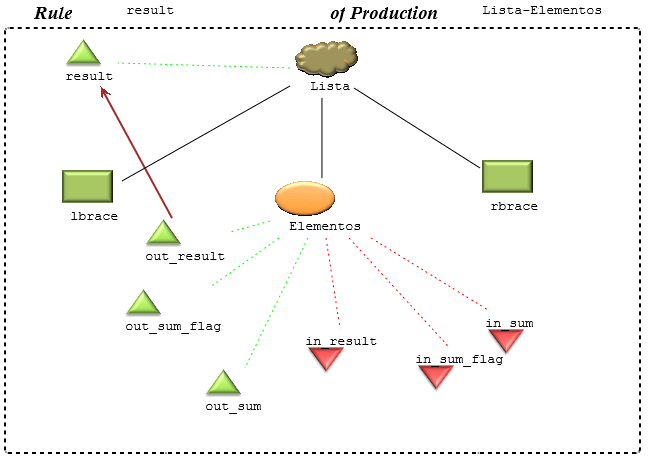 Rule result of Production Lista-Elementos
result
Lista
lbrace
rbrace
Elementos
out_result
out_sum_flag
in_sum
in_result
in_sum_flag
out_sum